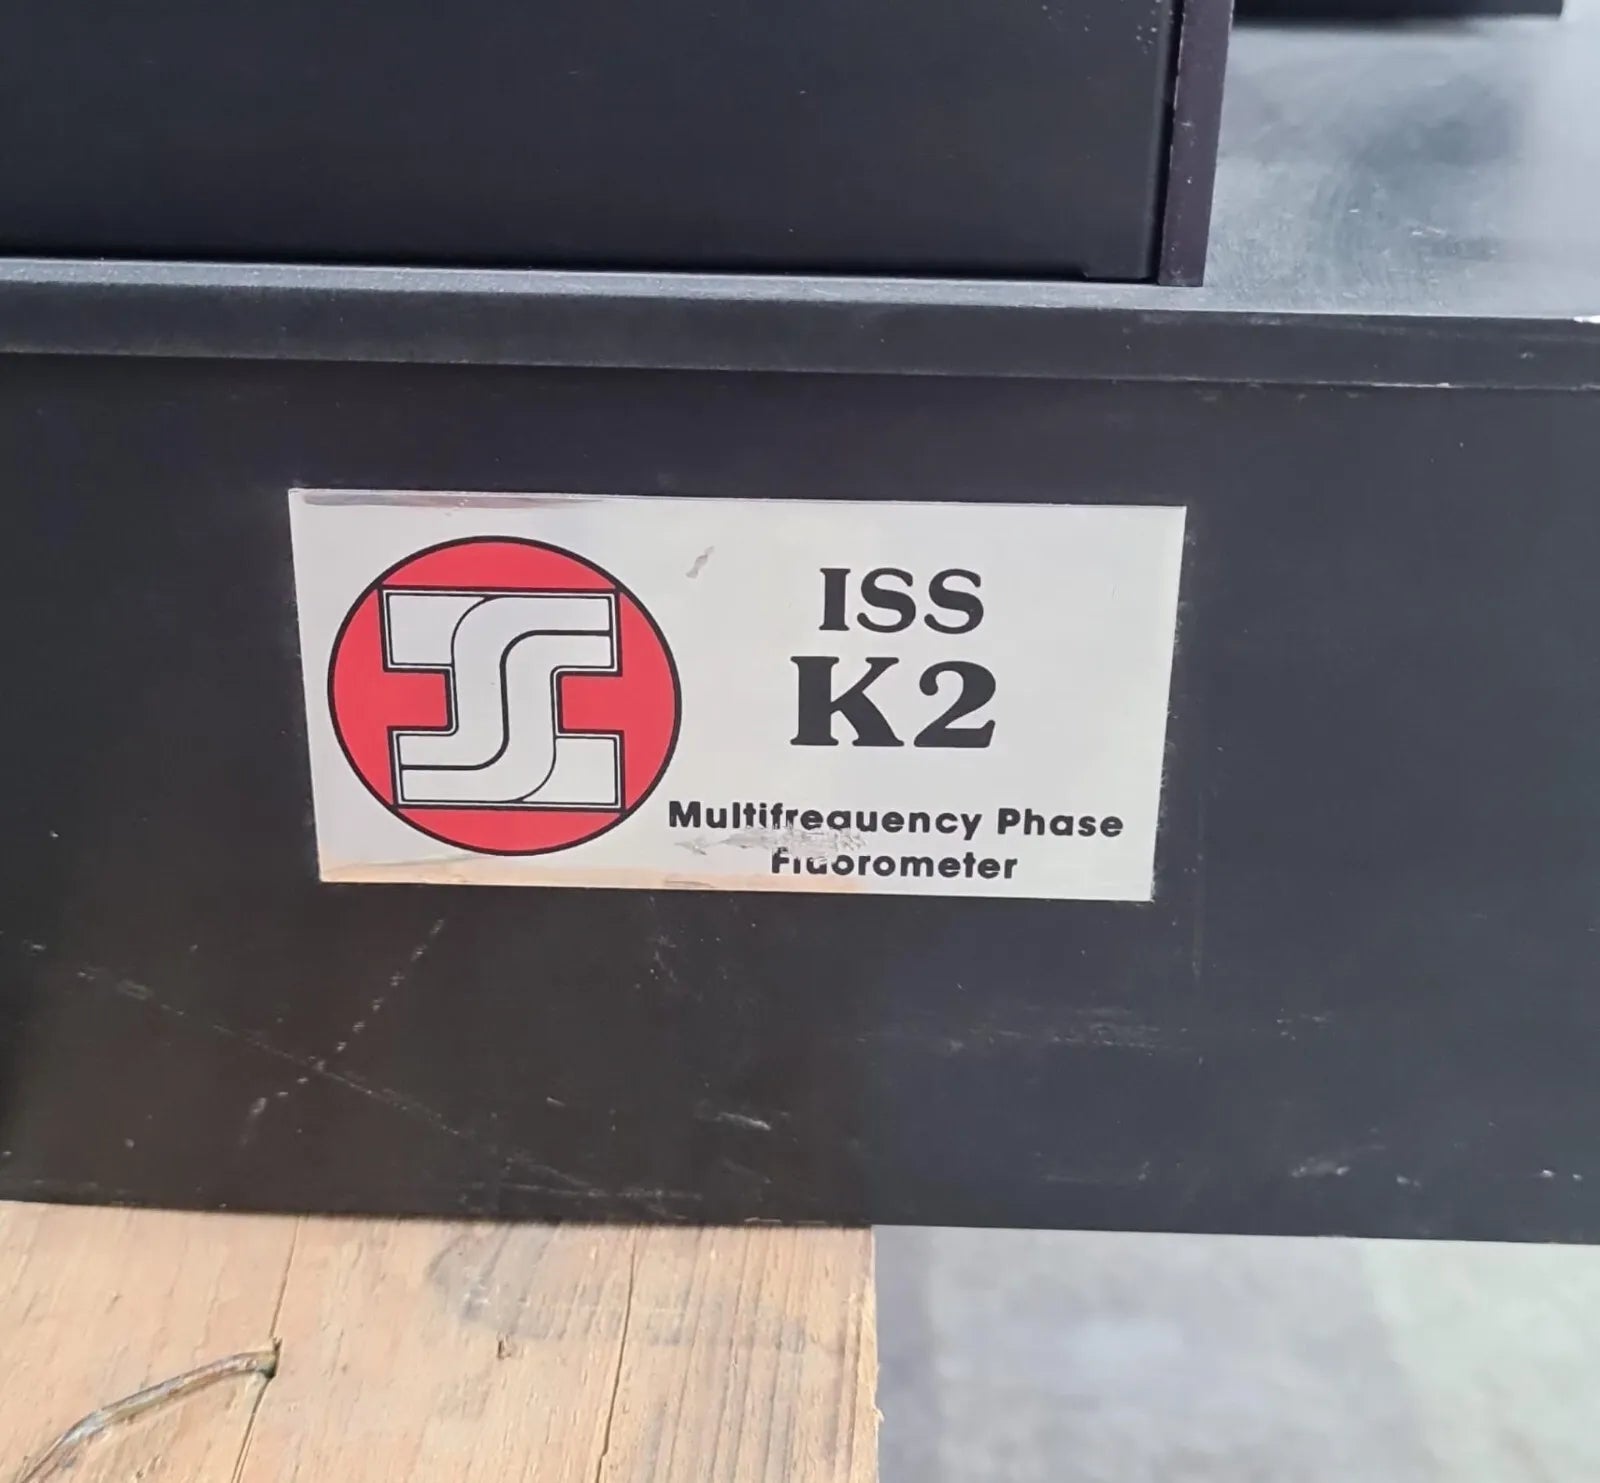 ISS
K2
Multifrequency Phase
Fluorometer